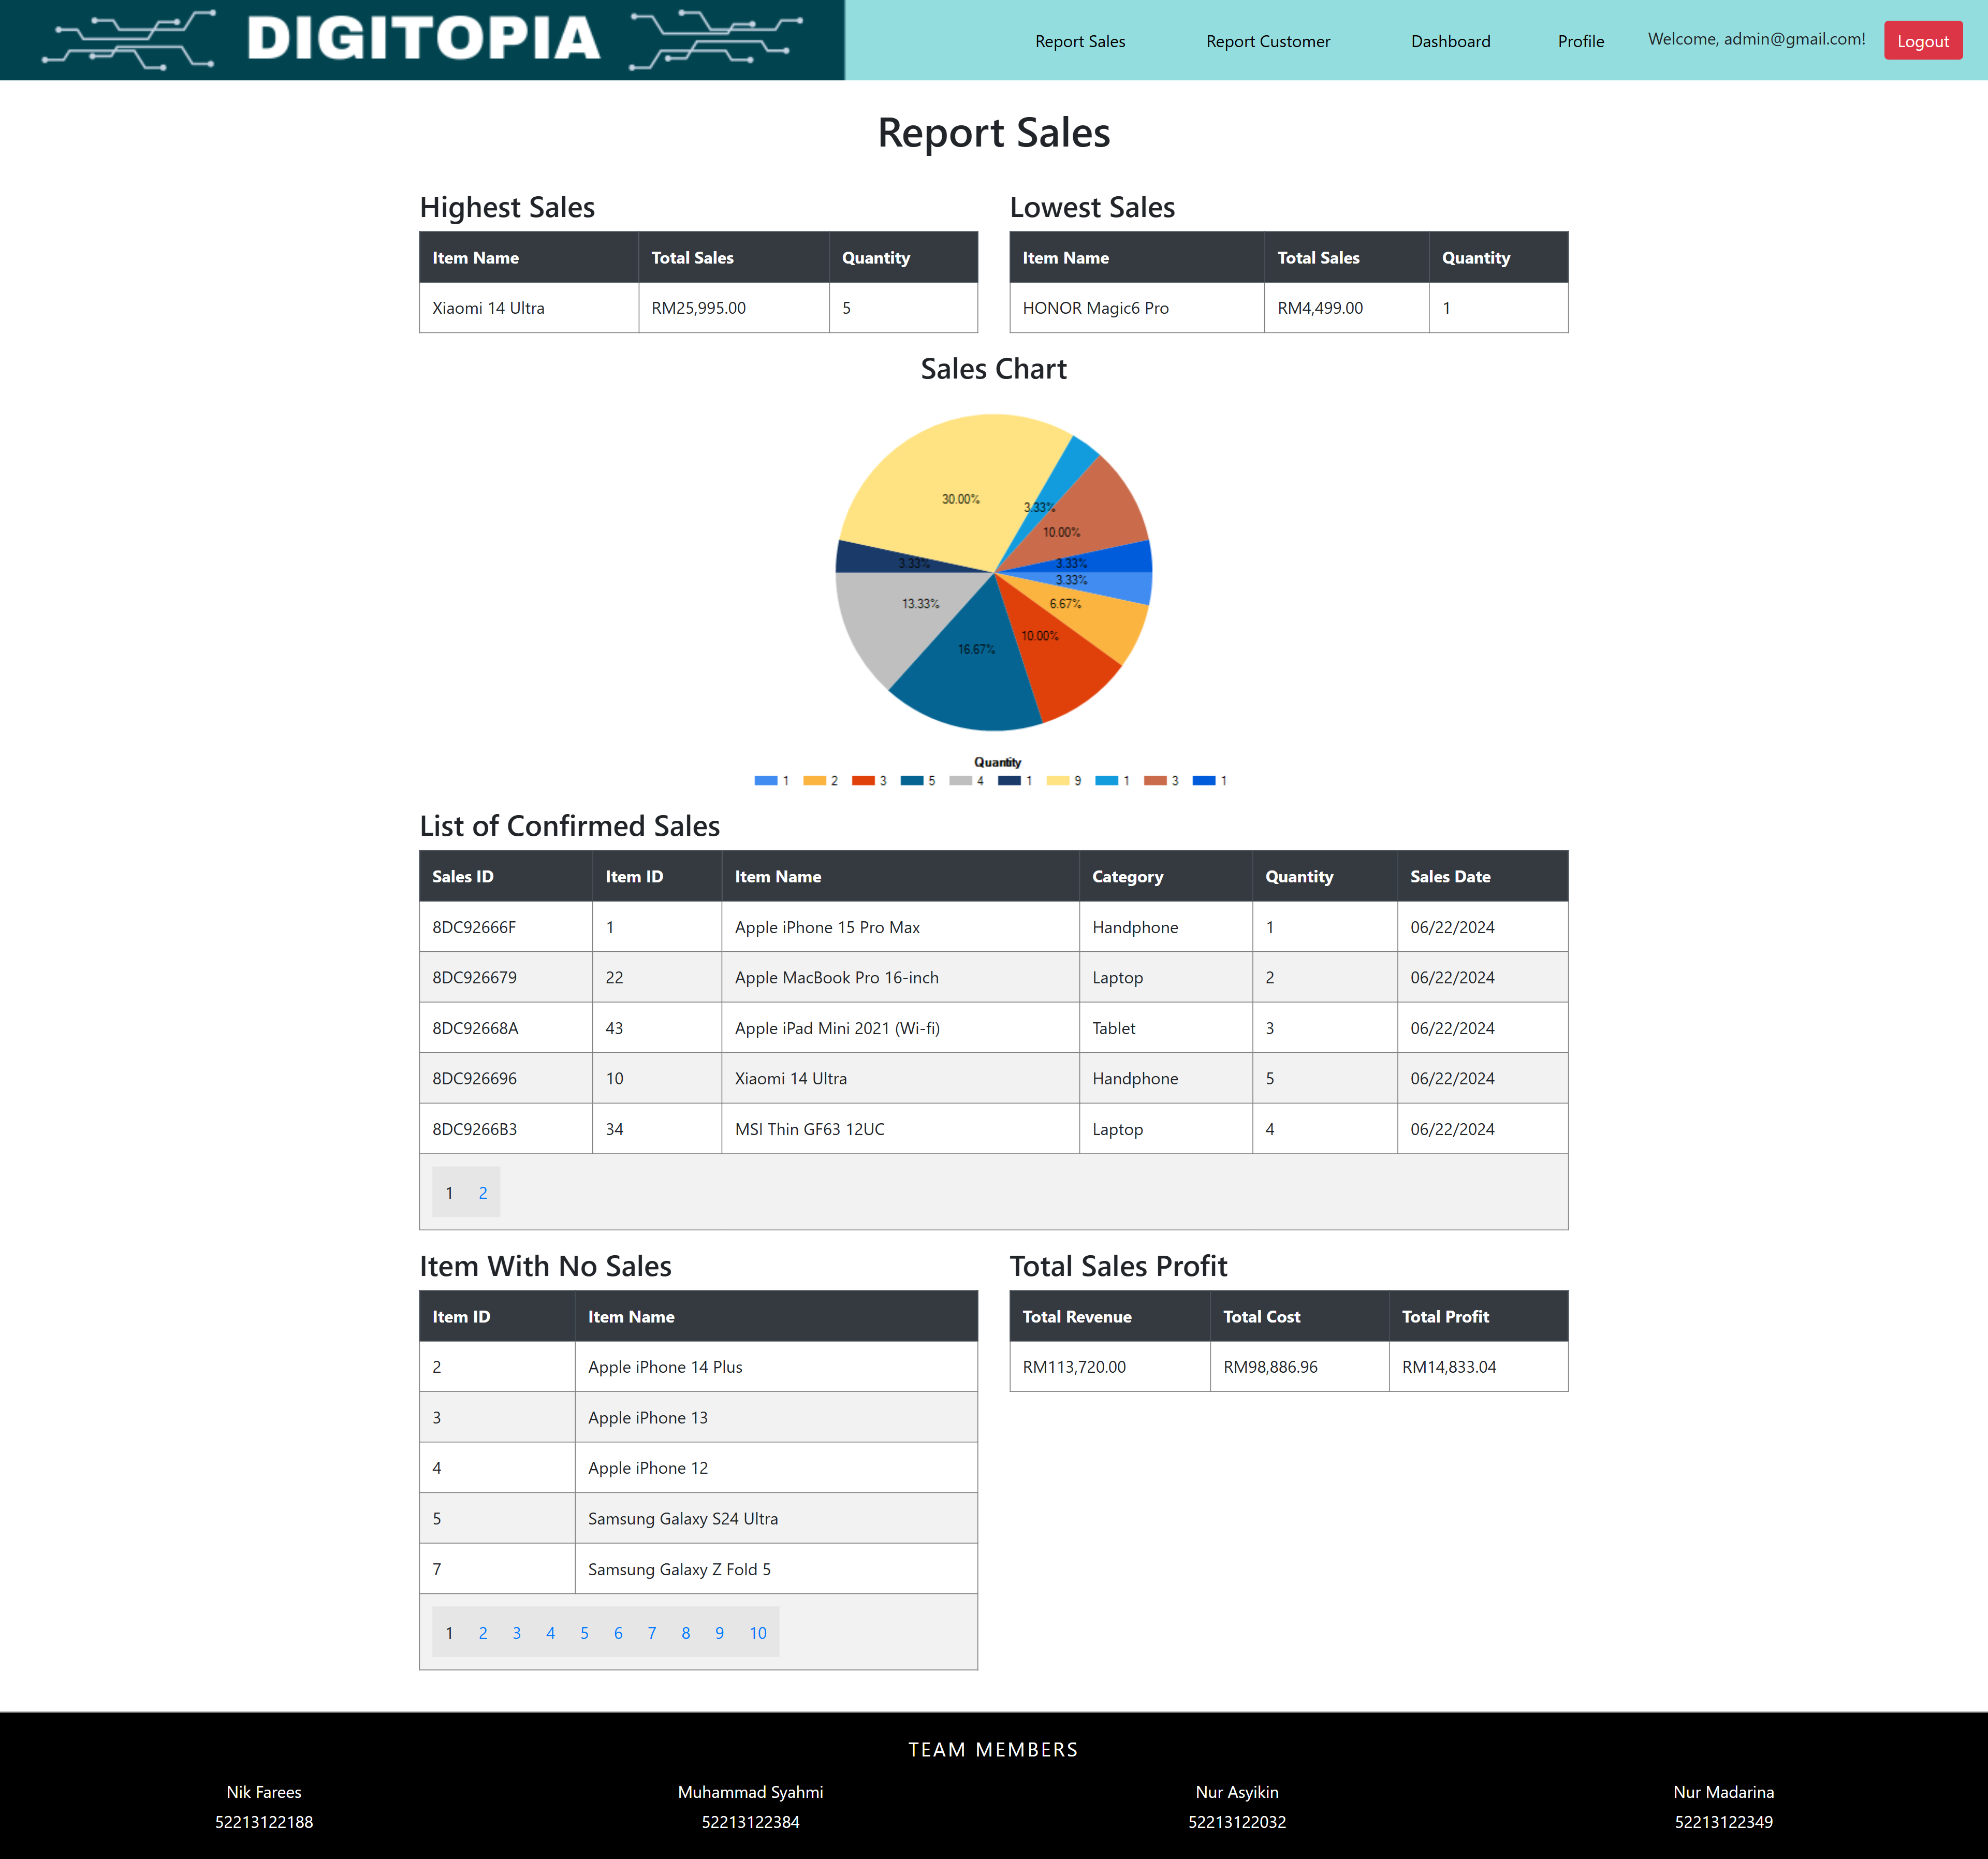 DIGITOPIA
Report Sales Report Customer Dashboard Profile Welcome, admin@gmail.com! Logout
Report Sales
Highest Sales
Item Name Total Sales Quantity
Xiaomi 14 Ultra RM25,995.00 5
Lowest Sales
Item Name Total Sales Quantity
HONOR Magic6 Pro RM4,499.00 1
Sales Chart
30.00%
3.33%
10.00%
3.33%
3.33%
3.33%
13.33%
6.67%
10.00%
16.67%
Quantity
1 2 3 5 4 1 9 1 3 1
List of Confirmed Sales
Sales ID Item ID Item Name Category Quantity Sales Date
8DC92666F 1 Apple iPhone 15 Pro Max Handphone 1 06/22/2024
8DC926679 22 Apple MacBook Pro 16-inch Laptop 2 06/22/2024
8DC92668A 43 Apple iPad Mini 2021 (Wi-fi) Tablet 3 06/22/2024
8DC926696 10 Xiaomi 14 Ultra Handphone 5 06/22/2024
8DC9266B3 34 MSI Thin GF63 12UC Laptop 4 06/22/2024
1 2
Item With No Sales
Item ID Item Name
2 Apple iPhone 14 Plus
3 Apple iPhone 13
4 Apple iPhone 12
5 Samsung Galaxy S24 Ultra
7 Samsung Galaxy Z Fold 5
1 2 3 4 5 6 7 8 9 10
Total Sales Profit
Total Revenue Total Cost Total Profit
RM113,720.00 RM98,886.96 RM14,833.04
TEAM MEMBERS
Nik Farees Muhammad Syahmi Nur Asyikin Nur Madarina
52213122188 52213122384 52213122032 52213122349